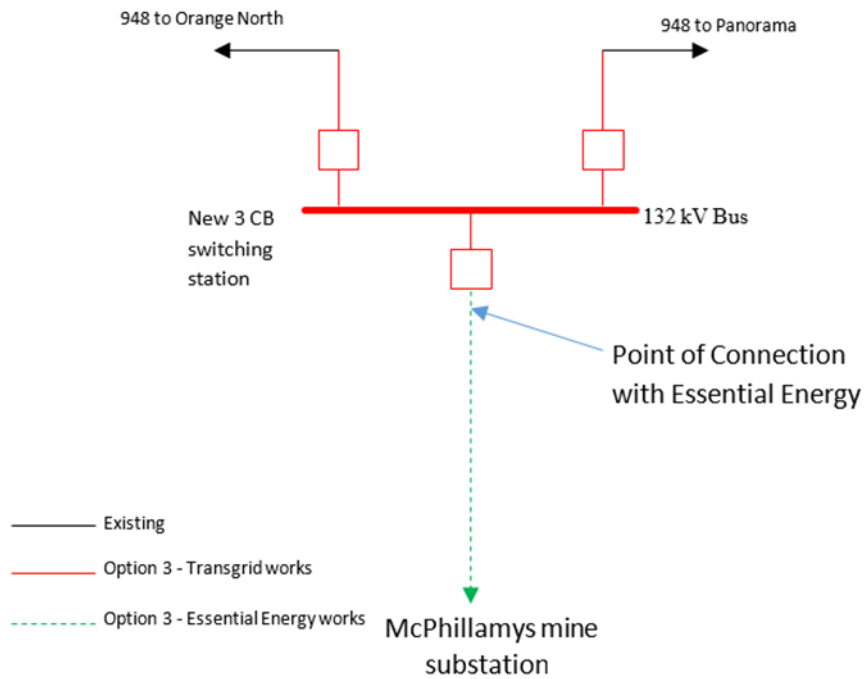 948 to Orange North
948 to Panorama
New 3 CB
switching
station
132 kV Bus
Point of Connection
with Essential Energy
Existing
Option 3 - Transgrid works
Option 3 - Essential Energy works
McPhillamys mine
substation